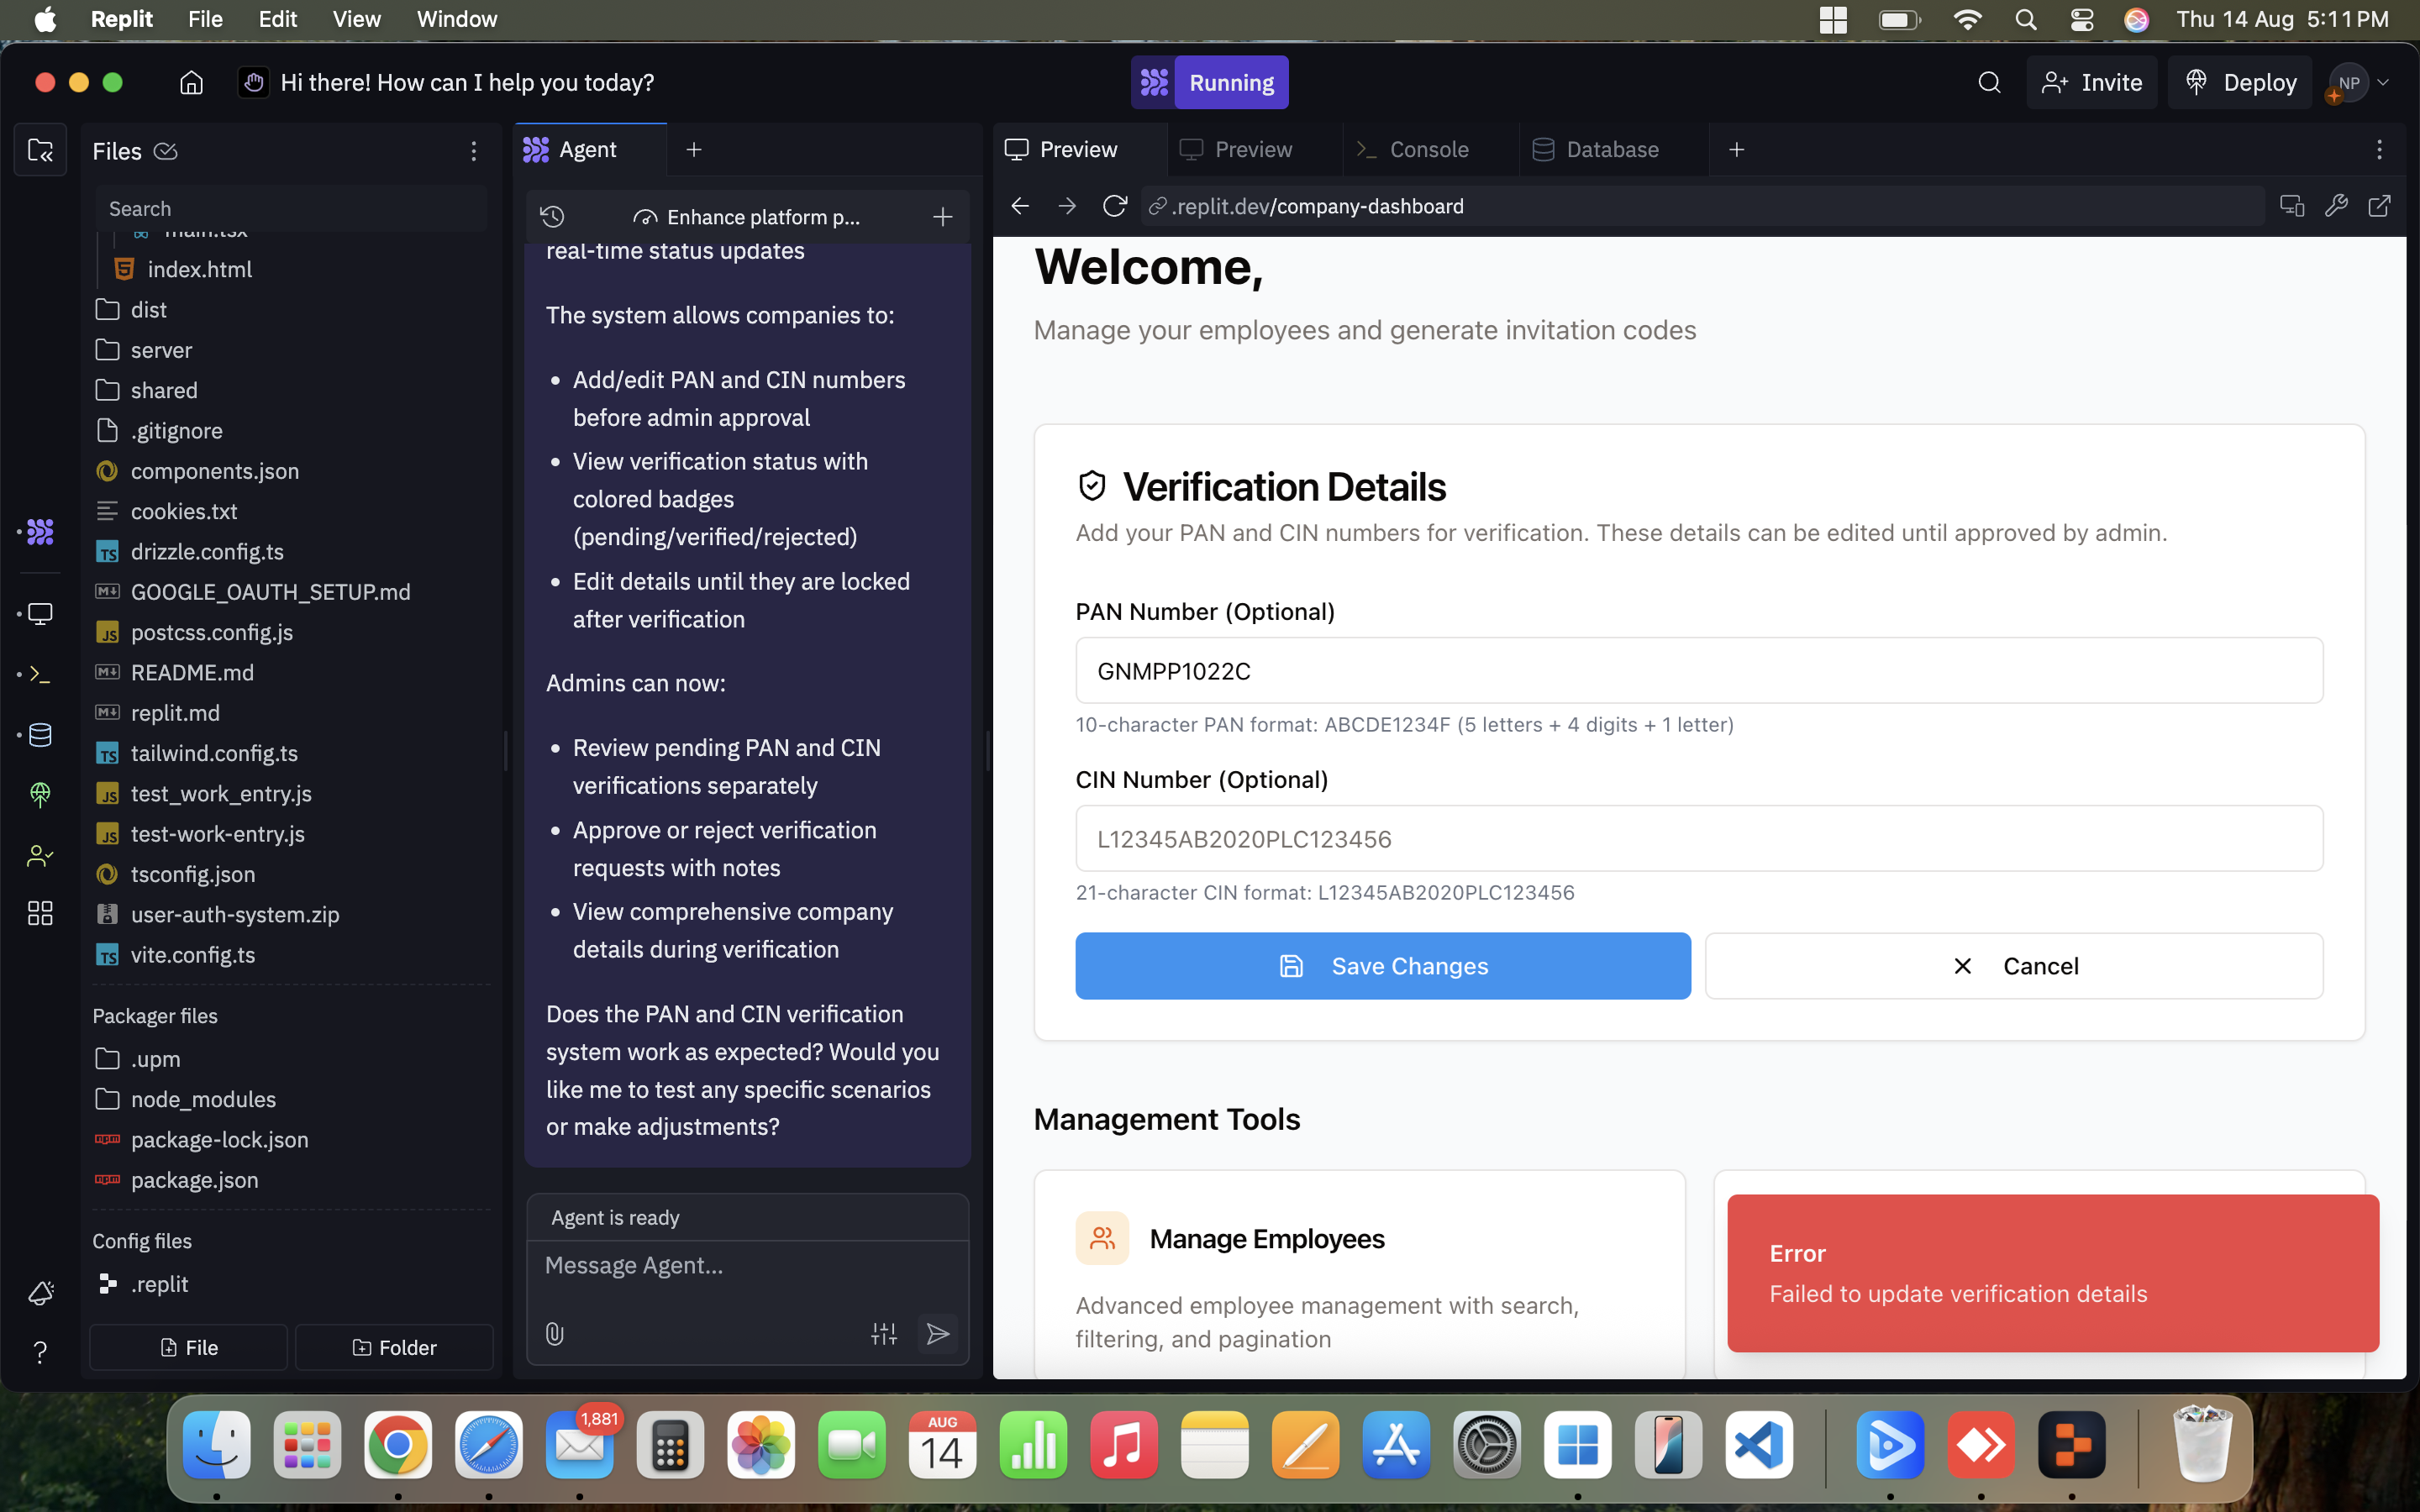 Replit File Edit View Window
Thu 14 Aug 5:11 PM
Hi there! How can I help you today?
Running
Invite
Deploy
NP
Files
Search
main.tsx
index.html
dist
server
shared
.gitignore
components.json
cookies.txt
drizzle.config.ts
GOOGLE_OAUTH_SETUP.md
postcss.config.js
README.md
replit.md
tailwind.config.ts
test_work_entry.js
test-work-entry.js
tsconfig.json
user-auth-system.zip
vite.config.ts
Packager files
.upm
node_modules
package-lock.json
package.json
Config files
.replit
File
Folder
Agent
Enhance platform p...
real-time status updates
The system allows companies to:
• Add/edit PAN and CIN numbers
before admin approval
• View verification status with
colored badges
(pending/verified/rejected)
• Edit details until they are locked
after verification
Admins can now:
• Review pending PAN and CIN
verifications separately
• Approve or reject verification
requests with notes
• View comprehensive company
details during verification
Does the PAN and CIN verification
system work as expected? Would you
like me to test any specific scenarios
or make adjustments?
Agent is ready
Message Agent...
Preview
Preview
Console
Database
.replit.dev/company-dashboard
Welcome,
Manage your employees and generate invitation codes
Verification Details
Add your PAN and CIN numbers for verification. These details can be edited until approved by admin.
PAN Number (Optional)
GNMPP1022C
10-character PAN format: ABCDE1234F (5 letters + 4 digits + 1 letter)
CIN Number (Optional)
L12345AB2020PLC123456
21-character CIN format: L12345AB2020PLC123456
Save Changes
Cancel
Management Tools
Manage Employees
Advanced employee management with search,
filtering, and pagination
Error
Failed to update verification details
1,881
AUG
14